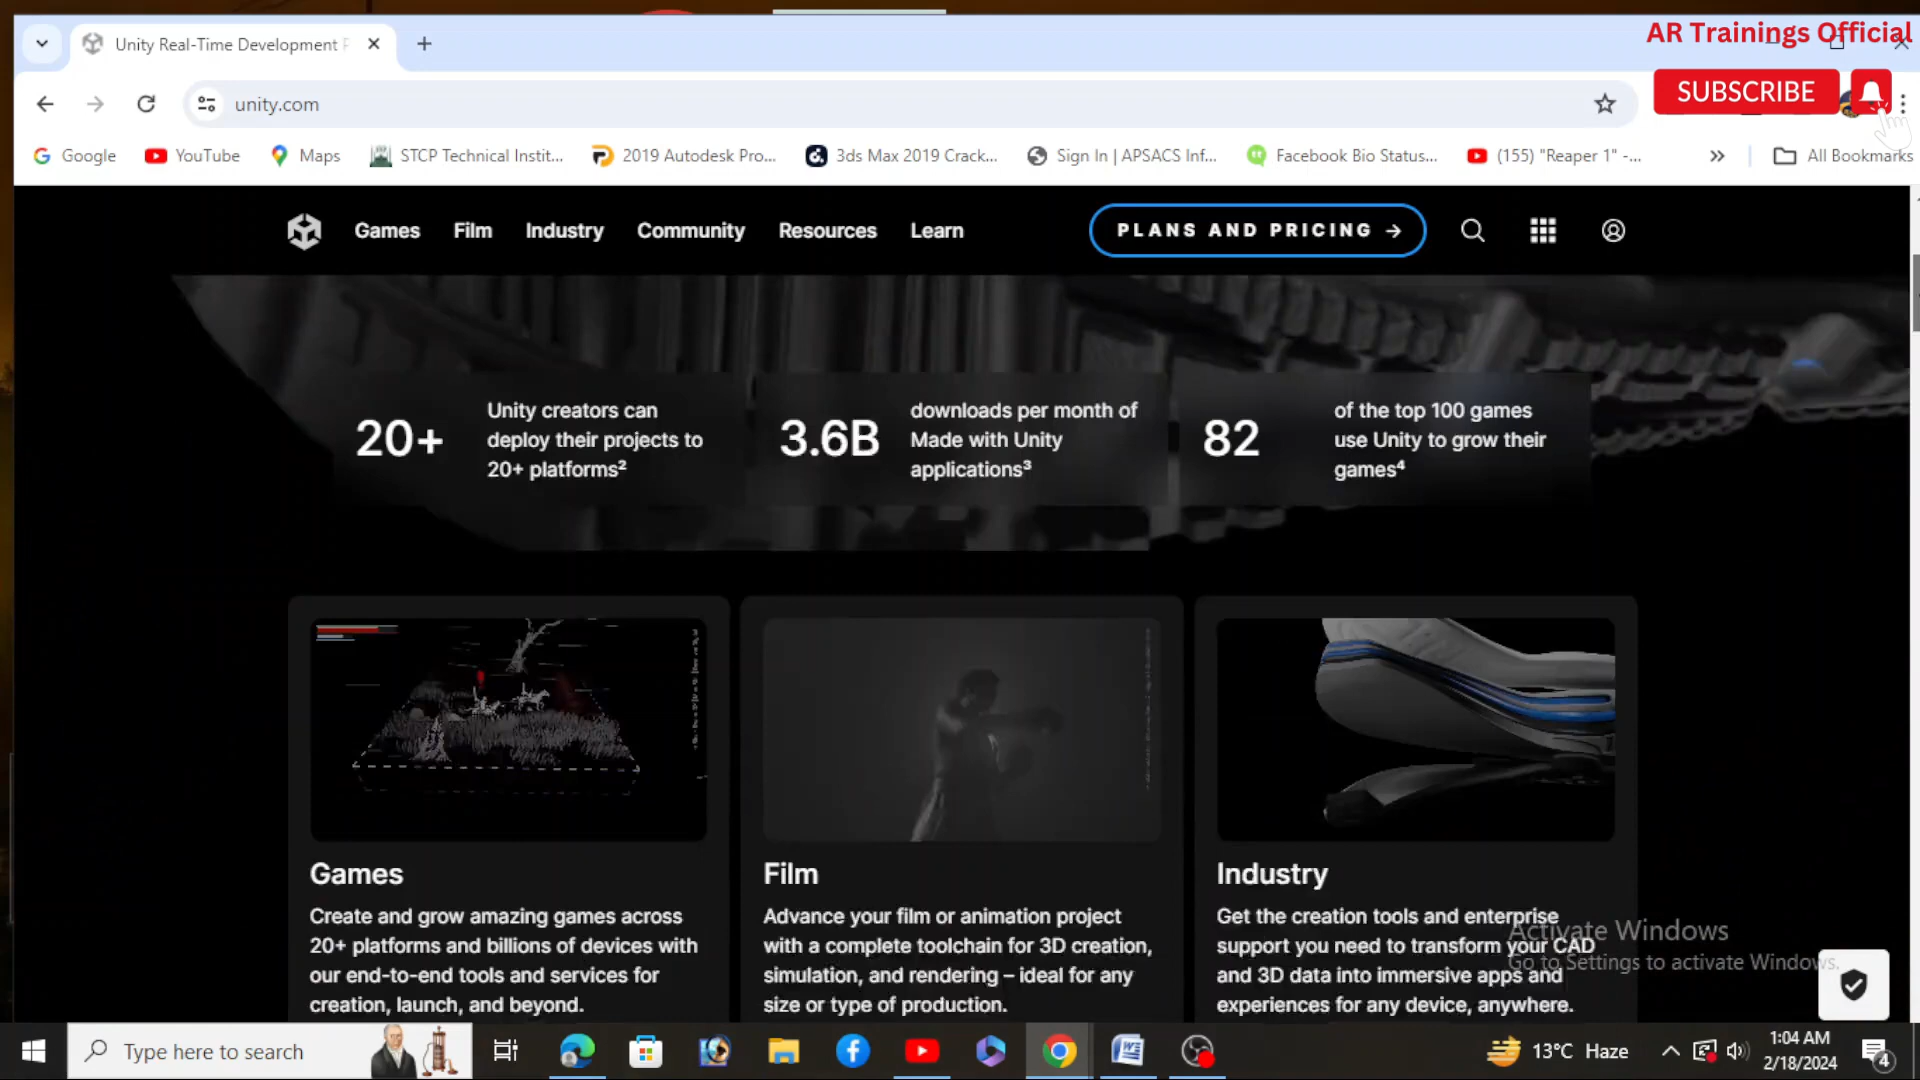 Unity Real-Time Development
AR Trainings Official
unity.com
SUBSCRIBE
Google
YouTube
Maps
STCP Technical Instit...
2019 Autodesk Pro...
3ds Max 2019 Crack...
Sign In | APSACS Inf...
Facebook Bio Status...
(155) "Reaper 1" -...
All Bookmarks
Games
Film
Industry
Community
Resources
Learn
PLANS AND PRICING →
20+
Unity creators can
deploy their projects to
20+ platforms²
3.6B
downloads per month of
Made with Unity
applications³
82
of the top 100 games
use Unity to grow their
games⁴
Games
Create and grow amazing games across
20+ platforms and billions of devices with
our end-to-end tools and services for
creation, launch, and beyond.
Film
Advance your film or animation project
with a complete toolchain for 3D creation,
simulation, and rendering – ideal for any
size or type of production.
Industry
Get the creation tools and enterprise
support you need to transform your CAD
and 3D data into immersive apps and
experiences for any device, anywhere.
Activate Windows
Go to Settings to activate Windows.
Type here to search
13°C Haze
1:04 AM
2/18/2024
4